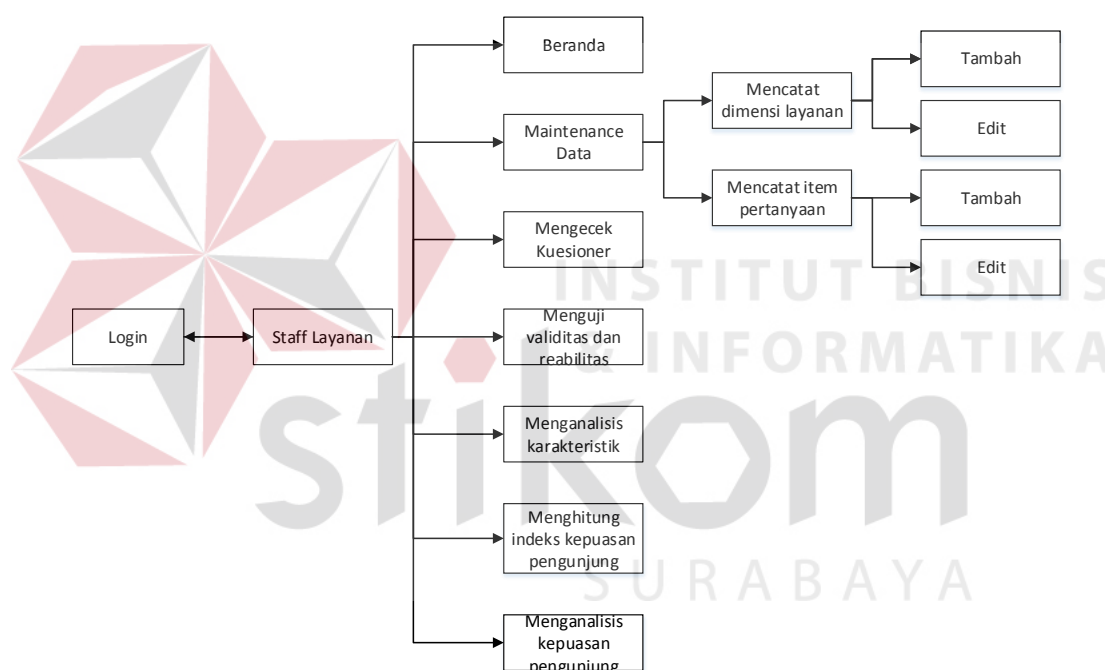 Beranda
Tambah
Mencatat
dimensi layanan
Maintenance
Data
Edit
Mencatat item
pertanyaan
Tambah
Mengecek
Kuesioner
Edit
INSTITUT BISNIS
& INFORMATIKA
Login
Staff Layanan
Menguji
validitas dan
reabilitas
stikom
SURABAYA
Menganalisis
karakteristik
Menghitung
indeks kepuasan
pengunjung
Menganalisis
kepuasan
pengunjung